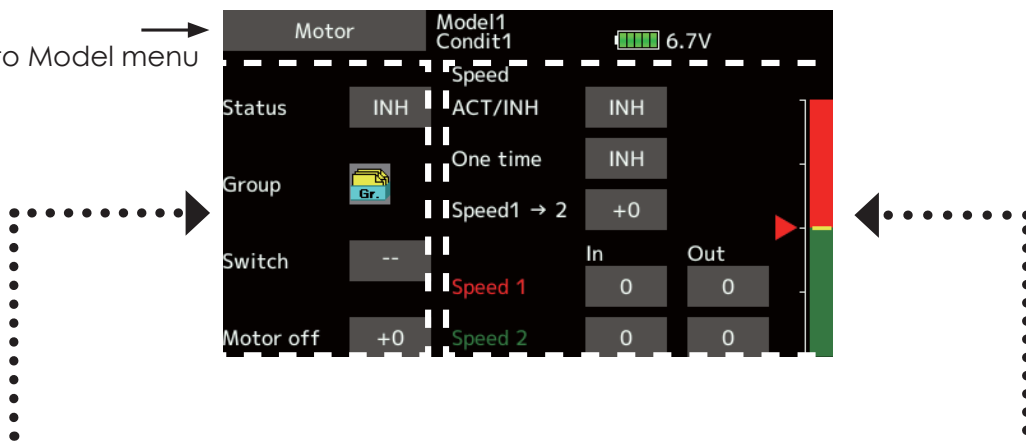 Motor
Model1
Condit1
6.7V
to Model menu
Status INH
Group Gr.
Switch --
Motor off +0
Speed
ACT/INH INH
One time INH
Speed1 → 2 +0
In Out
Speed 1 0 0
Speed 2 0 0